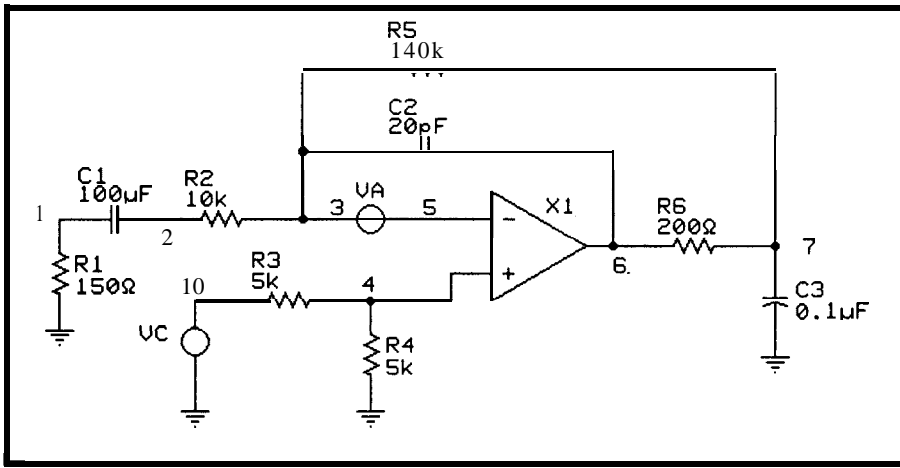 R5
140k
C2
20pF
C1
100µF
R2
10k
VA
X1
1
2
3
5
−
+
R6
200Ω
6.
7
R1
150Ω
10
R3
5k
4
VC
R4
5k
C3
0.1µF